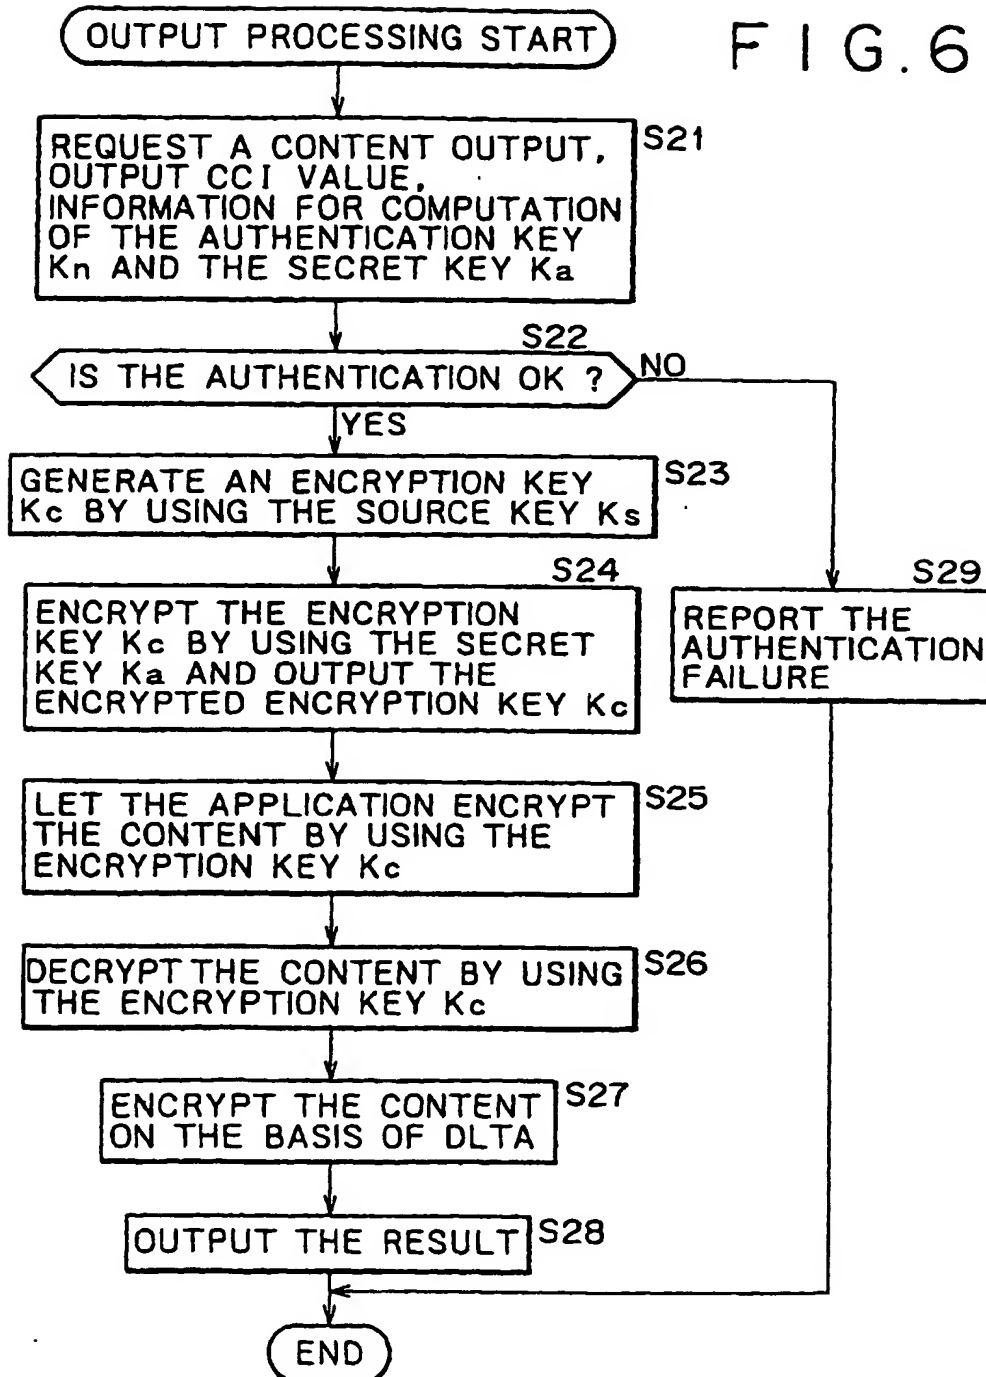 OUTPUT PROCESSING START
FIG.6
REQUEST A CONTENT OUTPUT,
OUTPUT CCI VALUE,
INFORMATION FOR COMPUTATION
OF THE AUTHENTICATION KEY
Kn AND THE SECRET KEY Ka
S21
S22
IS THE AUTHENTICATION OK ?
NO
YES
GENERATE AN ENCRYPTION KEY
Kc BY USING THE SOURCE KEY Ks
S23
S24
ENCRYPT THE ENCRYPTION
KEY Kc BY USING THE SECRET
KEY Ka AND OUTPUT THE
ENCRYPTED ENCRYPTION KEY Kc
S29
REPORT THE
AUTHENTICATION
FAILURE
LET THE APPLICATION ENCRYPT
THE CONTENT BY USING THE
ENCRYPTION KEY Kc
S25
DECRYPT THE CONTENT BY USING
THE ENCRYPTION KEY Kc
S26
ENCRYPT THE CONTENT
ON THE BASIS OF DLTA
S27
OUTPUT THE RESULT
S28
END